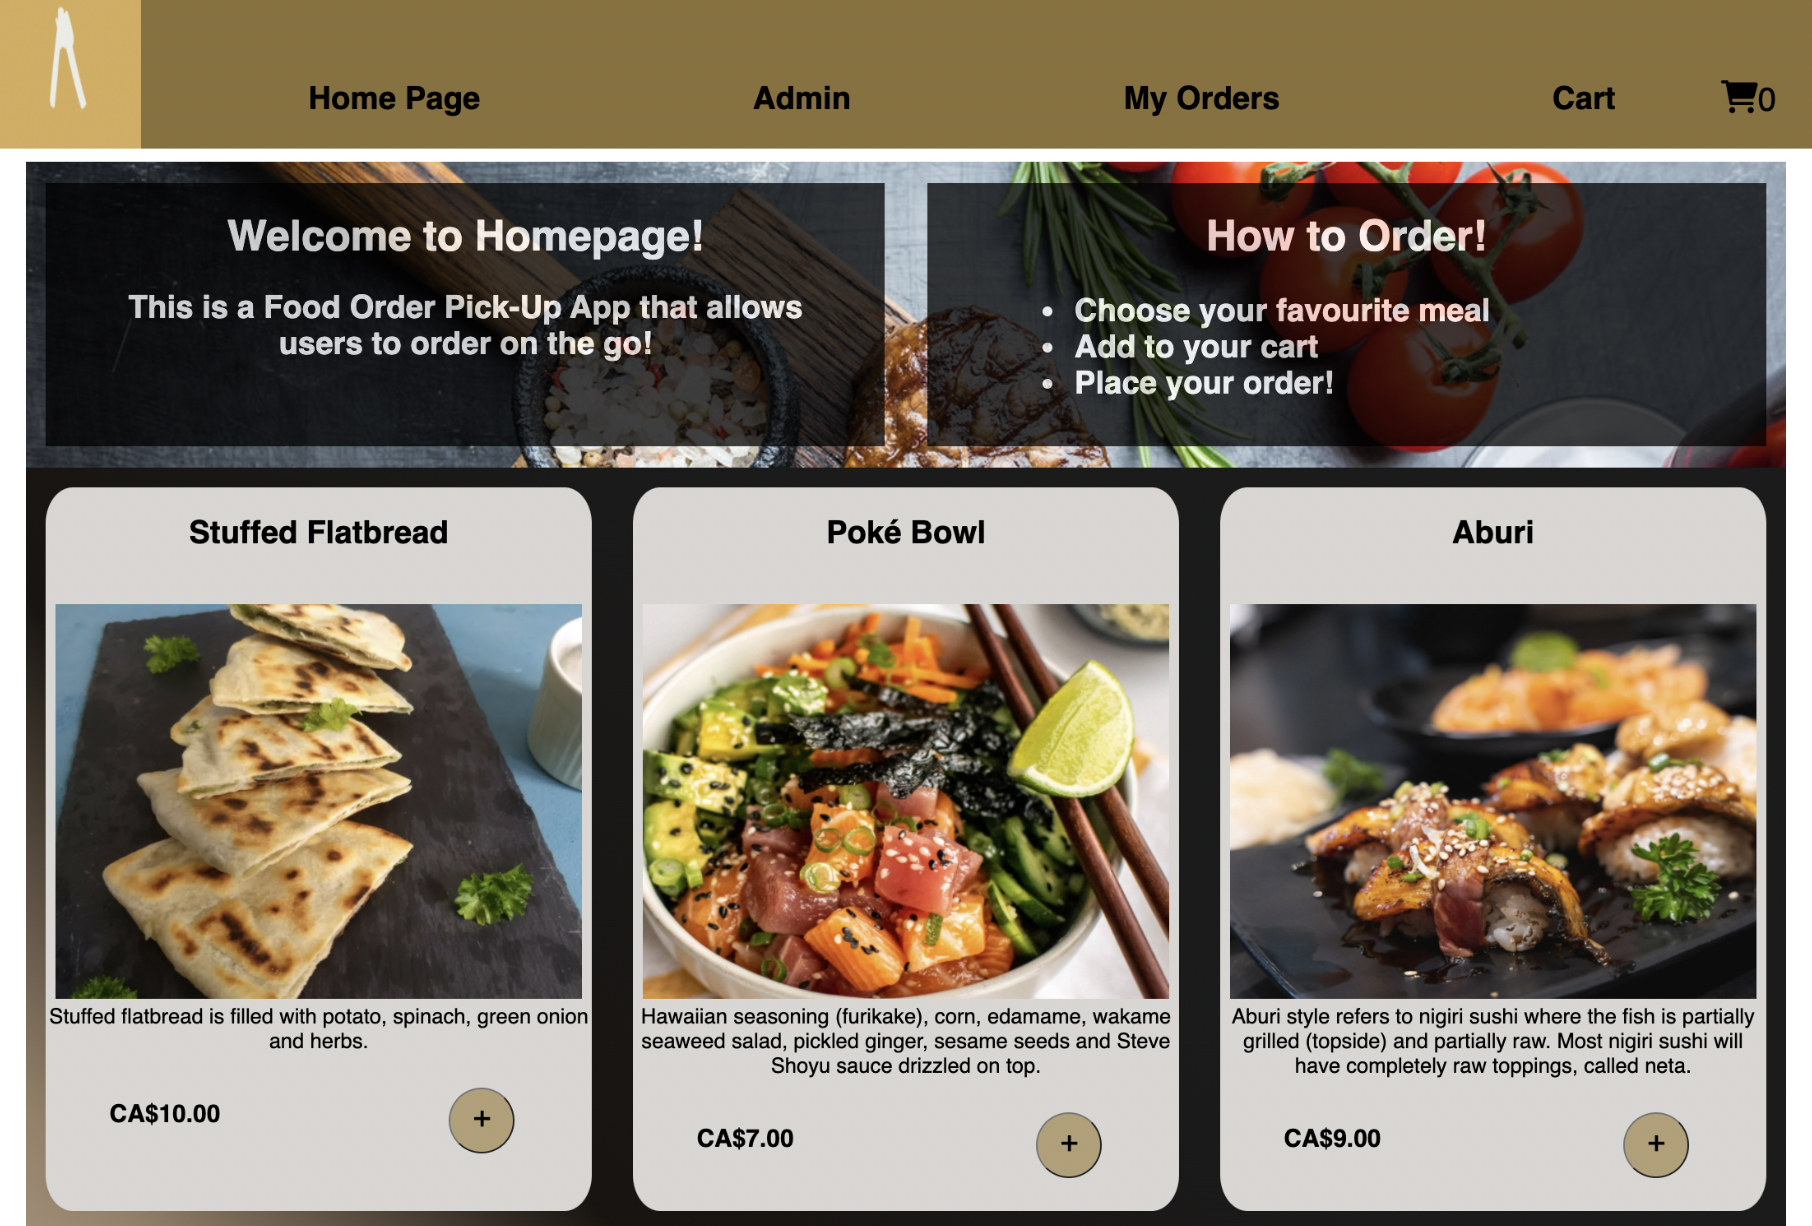 Home Page
Admin
My Orders
Cart
0
Welcome to Homepage!
This is a Food Order Pick-Up App that allows
users to order on the go!
How to Order!
• Choose your favourite meal
• Add to your cart
• Place your order!
Stuffed Flatbread
Stuffed flatbread is filled with potato, spinach, green onion
and herbs.
CA$10.00
+
Poké Bowl
Hawaiian seasoning (furikake), corn, edamame, wakame
seaweed salad, pickled ginger, sesame seeds and Steve
Shoyu sauce drizzled on top.
CA$7.00
+
Aburi
Aburi style refers to nigiri sushi where the fish is partially
grilled (topside) and partially raw. Most nigiri sushi will
have completely raw toppings, called neta.
CA$9.00
+